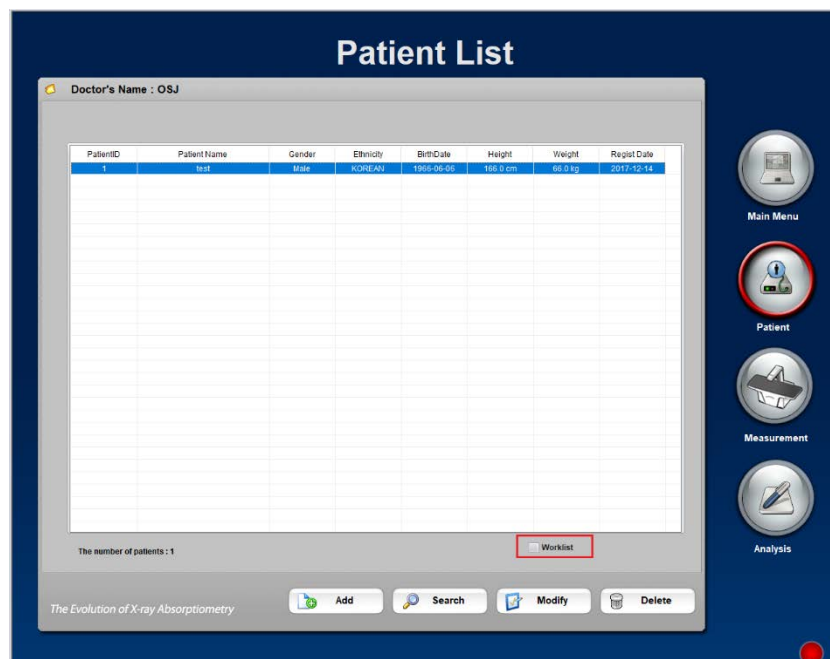 Patient List
Doctor's Name : OSJ
PatientID Patient Name Gender Ethnicity BirthDate Height Weight Regist Date
1 test Male KOREAN 1966-06-06 166.0 cm 66.0 kg 2017-12-14
Main Menu
Patient
Measurement
Analysis
The number of patients : 1
Worklist
The Evolution of X-ray Absorptiometry
Add Search Modify Delete